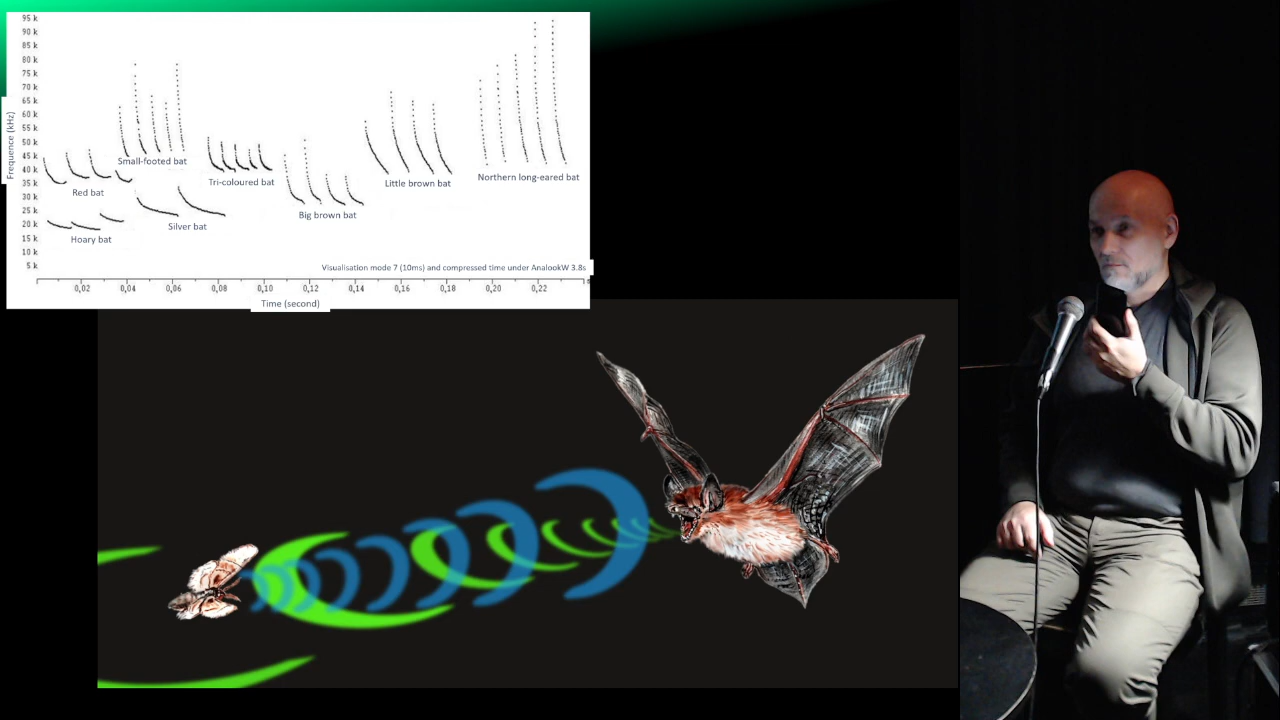 95 k
90 k
85 k
80 k
75 k
70 k
65 k
60 k
55 k
50 k
45 k
40 k
35 k
30 k
25 k
20 k
15 k
10 k
5 k
Frequence (kHz)
Small-footed bat
Red bat
Tri-coloured bat
Little brown bat
Northern long-eared bat
Silver bat
Big brown bat
Hoary bat
Visualisation mode 7 (10ms) and compressed time under AnalookW 3.8s
0,02 0,04 0,06 0,08 0,10 0,12 0,14 0,16 0,18 0,20 0,22
Time (second)